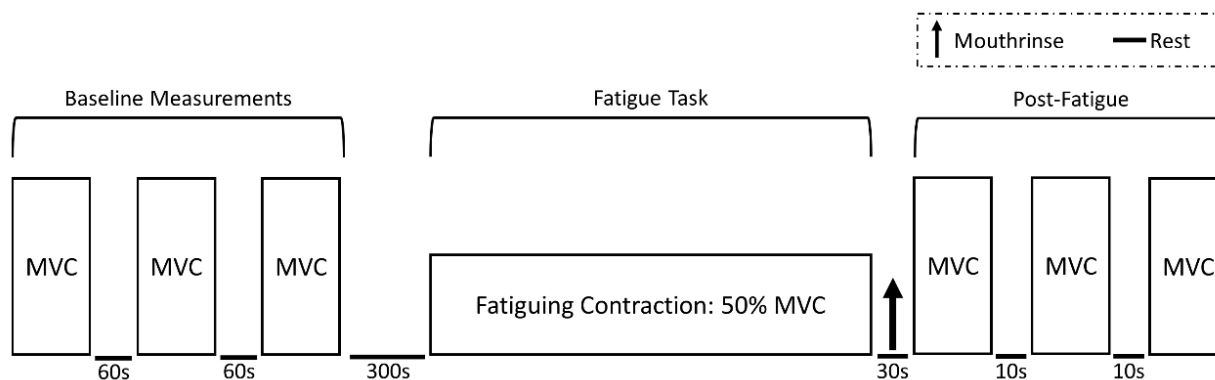 Mouthrinse
Rest
Baseline Measurements
Fatigue Task
Post-Fatigue
MVC
MVC
MVC
Fatiguing Contraction: 50% MVC
MVC
MVC
MVC
60s
60s
300s
30s
10s
10s